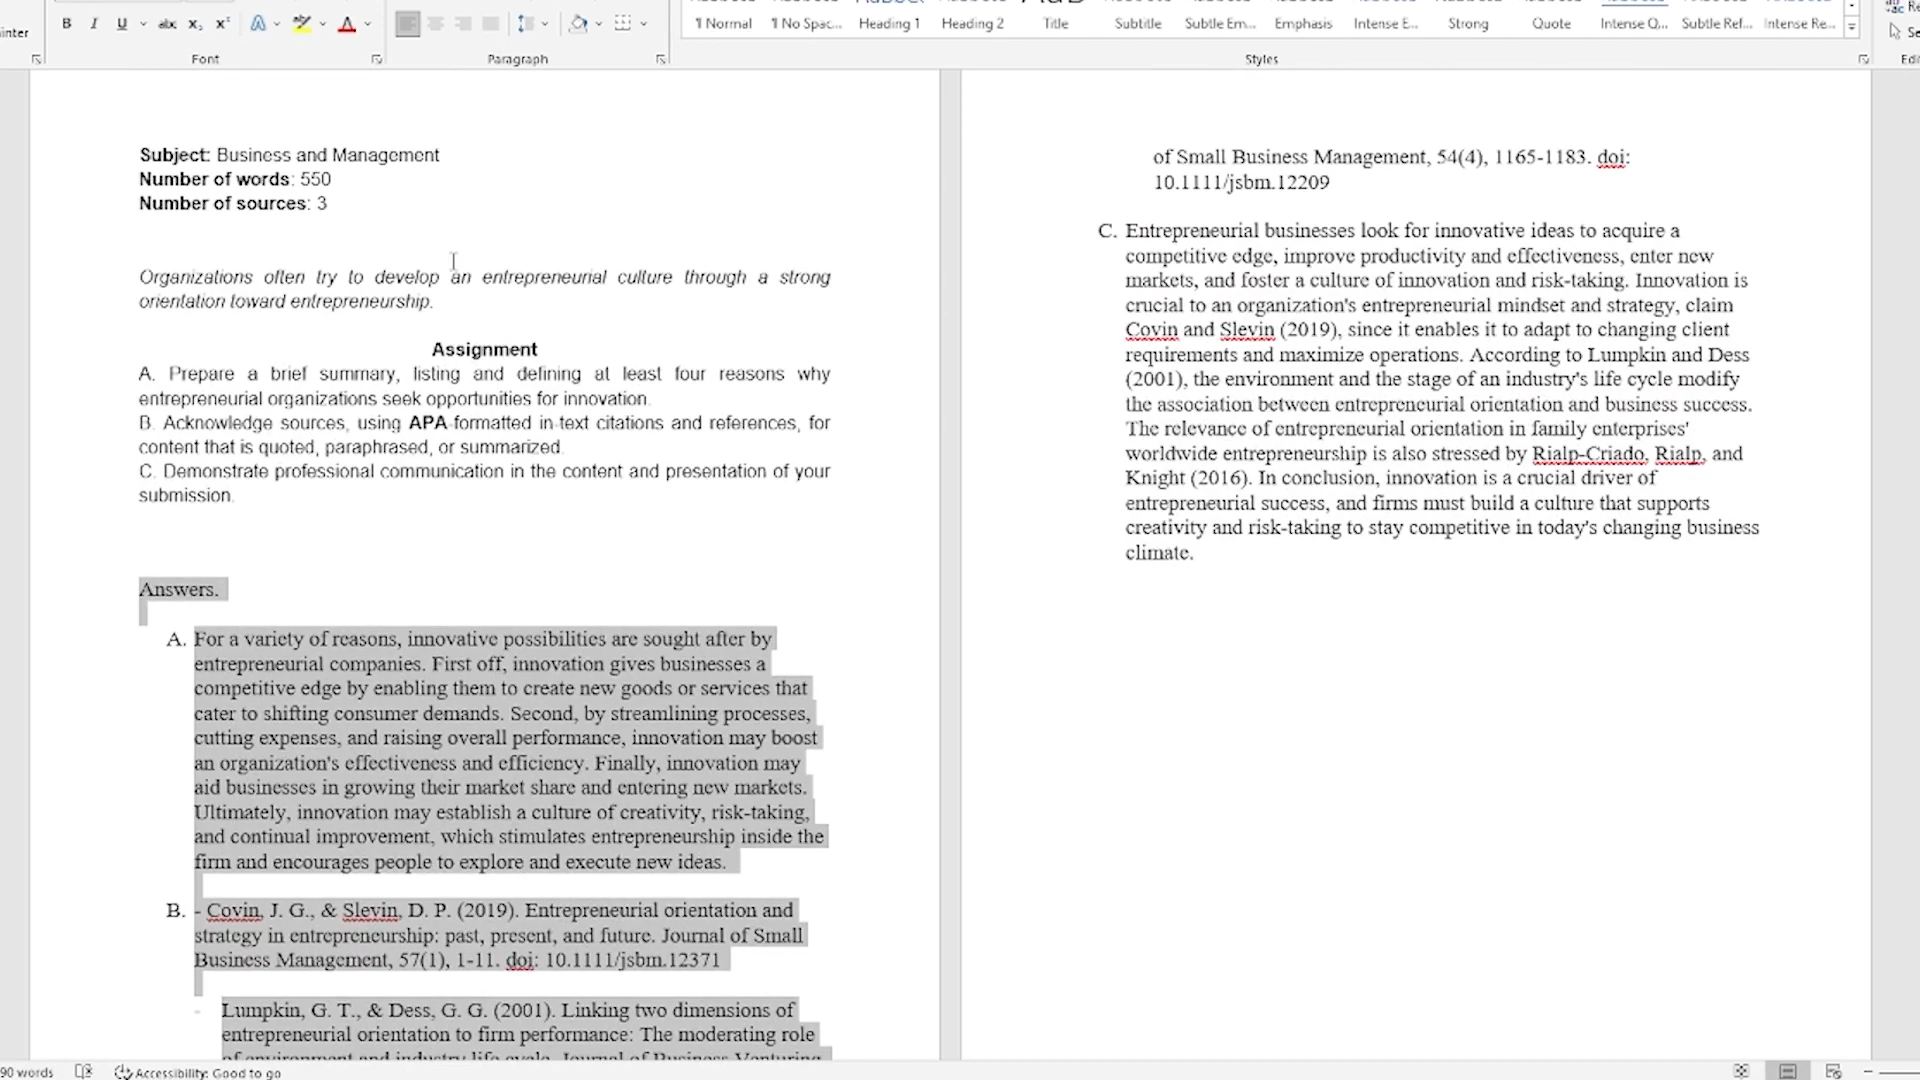 inter
B I U abc x₂ x² A A
Font
Paragraph
¶ Normal
¶ No Spac...
Heading 1
Heading 2
Title
Subtitle
Subtle Em...
Emphasis
Intense E...
Strong
Quote
Intense Q...
Subtle Ref...
Intense Re...
Styles
Re
Se
Edi
Subject: Business and Management
Number of words: 550
Number of sources: 3
Organizations often try to develop an entrepreneurial culture through a strong
orientation toward entrepreneurship.
Assignment
A. Prepare a brief summary, listing and defining at least four reasons why
entrepreneurial organizations seek opportunities for innovation.
B. Acknowledge sources, using APA-formatted in-text citations and references, for
content that is quoted, paraphrased, or summarized.
C. Demonstrate professional communication in the content and presentation of your
submission.
Answers.
A. For a variety of reasons, innovative possibilities are sought after by
entrepreneurial companies. First off, innovation gives businesses a
competitive edge by enabling them to create new goods or services that
cater to shifting consumer demands. Second, by streamlining processes,
cutting expenses, and raising overall performance, innovation may boost
an organization's effectiveness and efficiency. Finally, innovation may
aid businesses in growing their market share and entering new markets.
Ultimately, innovation may establish a culture of creativity, risk-taking,
and continual improvement, which stimulates entrepreneurship inside the
firm and encourages people to explore and execute new ideas.
B. - Covin, J. G., & Slevin, D. P. (2019). Entrepreneurial orientation and
strategy in entrepreneurship: past, present, and future. Journal of Small
Business Management, 57(1), 1-11. doi: 10.1111/jsbm.12371
- Lumpkin, G. T., & Dess, G. G. (2001). Linking two dimensions of
entrepreneurial orientation to firm performance: The moderating role
of environment and industry life cycle. Journal of Business Venturing
of Small Business Management, 54(4), 1165-1183. doi:
10.1111/jsbm.12209
C. Entrepreneurial businesses look for innovative ideas to acquire a
competitive edge, improve productivity and effectiveness, enter new
markets, and foster a culture of innovation and risk-taking. Innovation is
crucial to an organization's entrepreneurial mindset and strategy, claim
Covin and Slevin (2019), since it enables it to adapt to changing client
requirements and maximize operations. According to Lumpkin and Dess
(2001), the environment and the stage of an industry's life cycle modify
the association between entrepreneurial orientation and business success.
The relevance of entrepreneurial orientation in family enterprises'
worldwide entrepreneurship is also stressed by Rialp-Criado, Rialp, and
Knight (2016). In conclusion, innovation is a crucial driver of
entrepreneurial success, and firms must build a culture that supports
creativity and risk-taking to stay competitive in today's changing business
climate.
90 words
Accessibility: Good to go